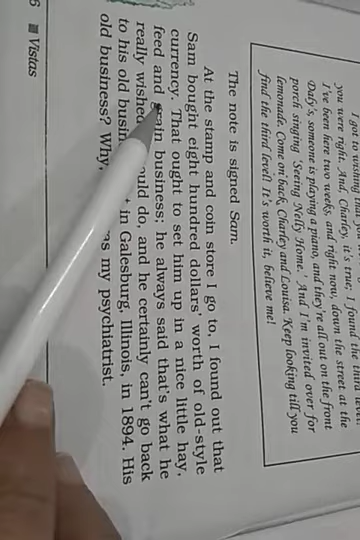 I got to wishing that you
you were right. And, Charley, it's true; I found the third level!
I've been here two weeks, and right now, down the street at the
Daly's, someone is playing a piano, and they're all out on the front
porch singing 'Seeing Nelly Home.' And I'm invited over for
lemonade. Come on back, Charley and Louisa. Keep looking till you
find the third level! It's worth it, believe me!
The note is signed Sam.
At the stamp and coin store I go to, I found out that
Sam bought eight hundred dollars' worth of old-style
currency. That ought to set him up in a nice little hay,
feed and grain business; he always said that's what he
really wished ould do, and he certainly can't go back
to his old busin in Galesburg, Illinois, in 1894. His
old business? Why, as my psychiatrist.
6 Vistas